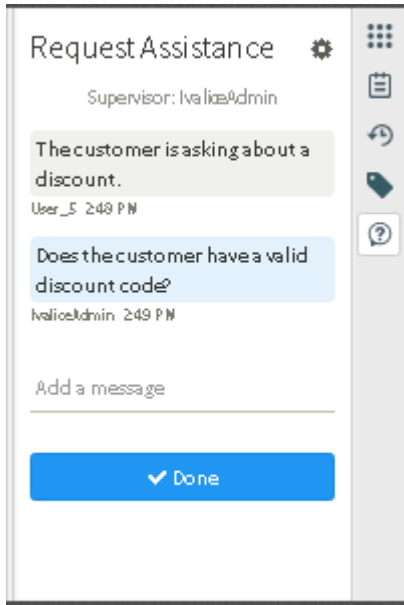 Request Assistance
Supervisor: IvaliceAdmin
The customer is asking about a
discount.
User_5 2:48 PM
Does the customer have a valid
discount code?
IvaliceAdmin 2:49 PM
Add a message
✔ Done